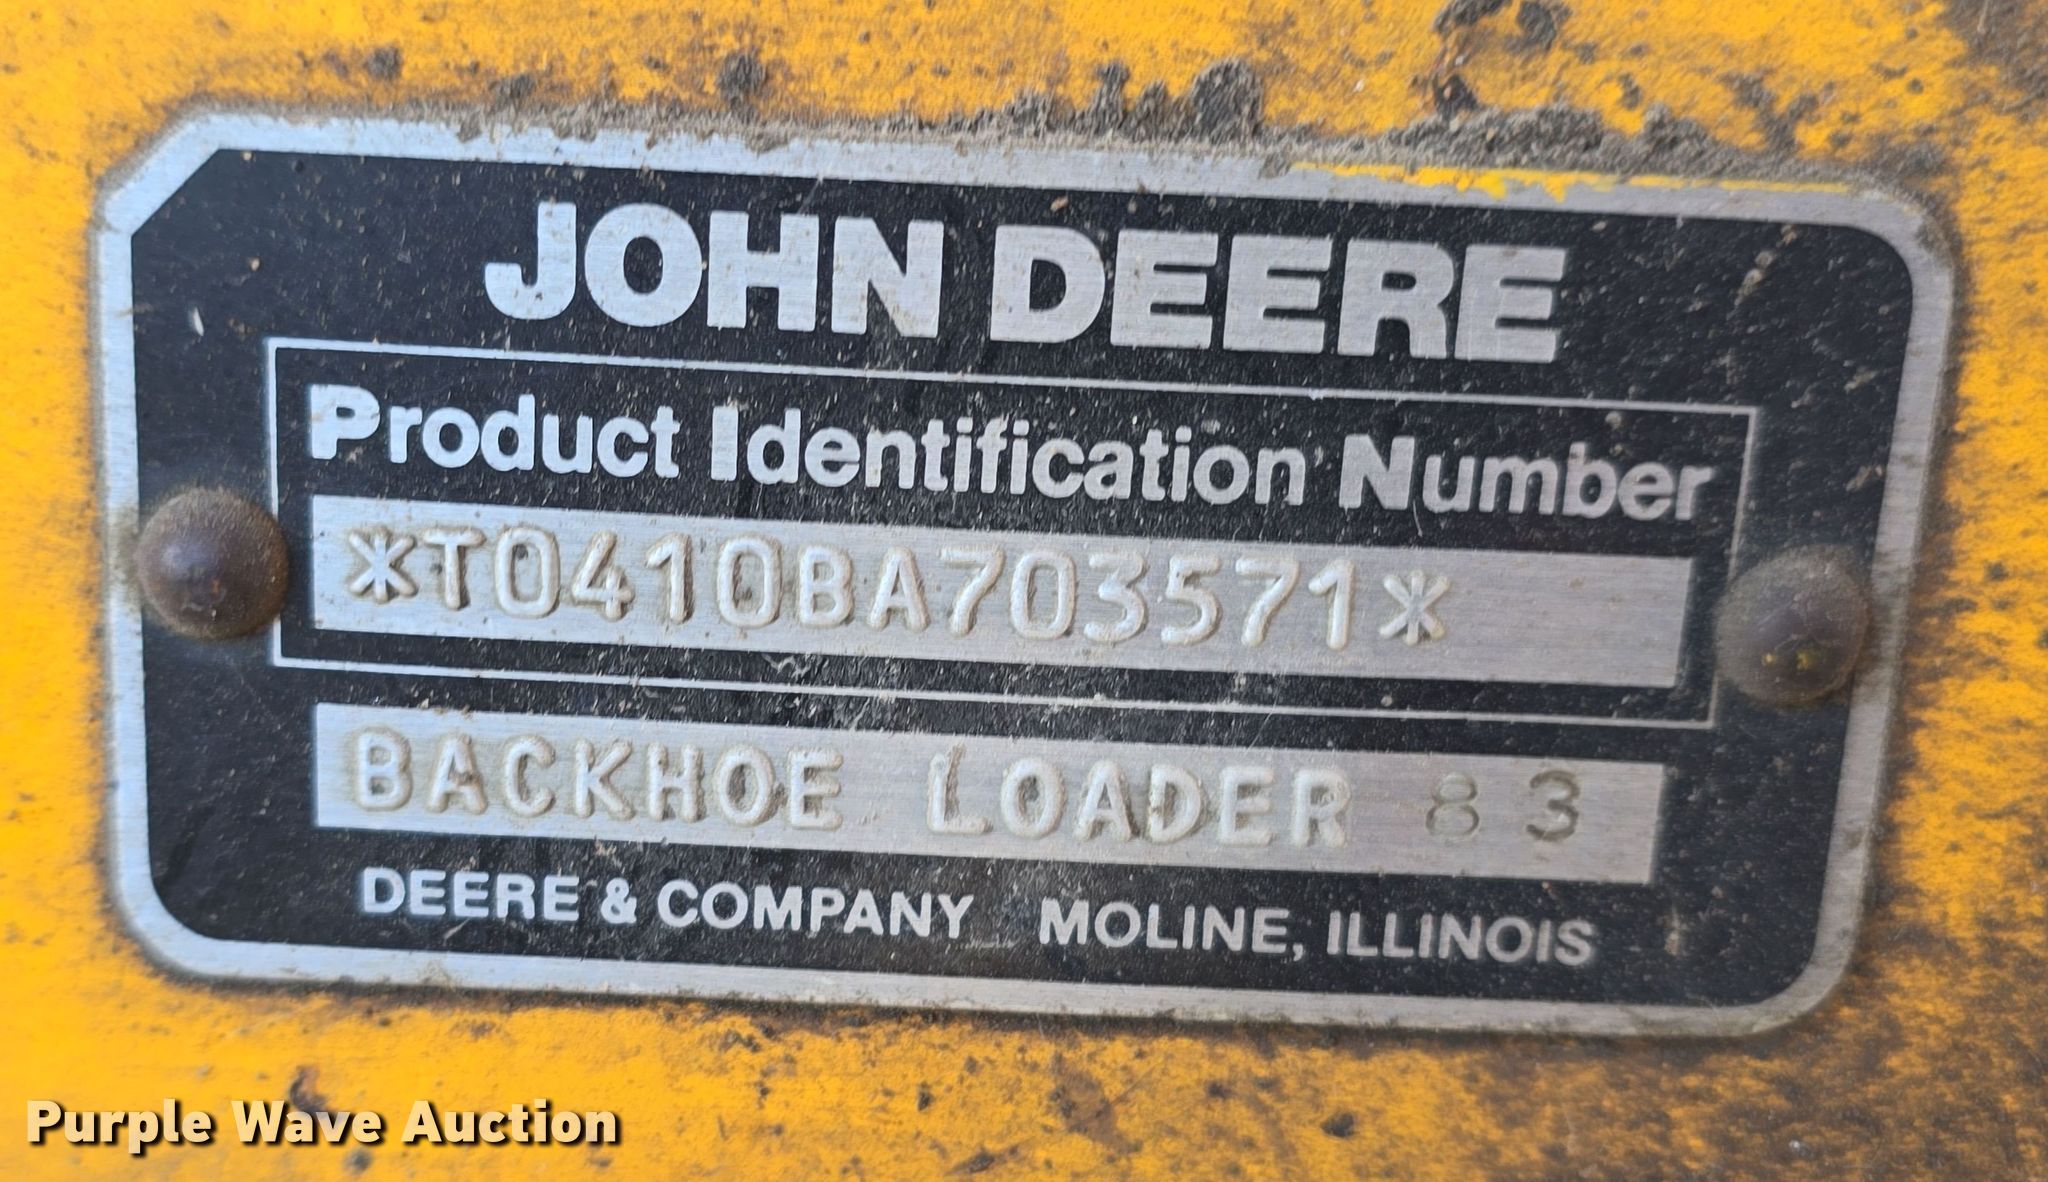 JOHN DEERE
Product Identification Number
*T0410BA703571*
BACKHOE LOADER 83
DEERE & COMPANY MOLINE, ILLINOIS
Purple Wave Auction